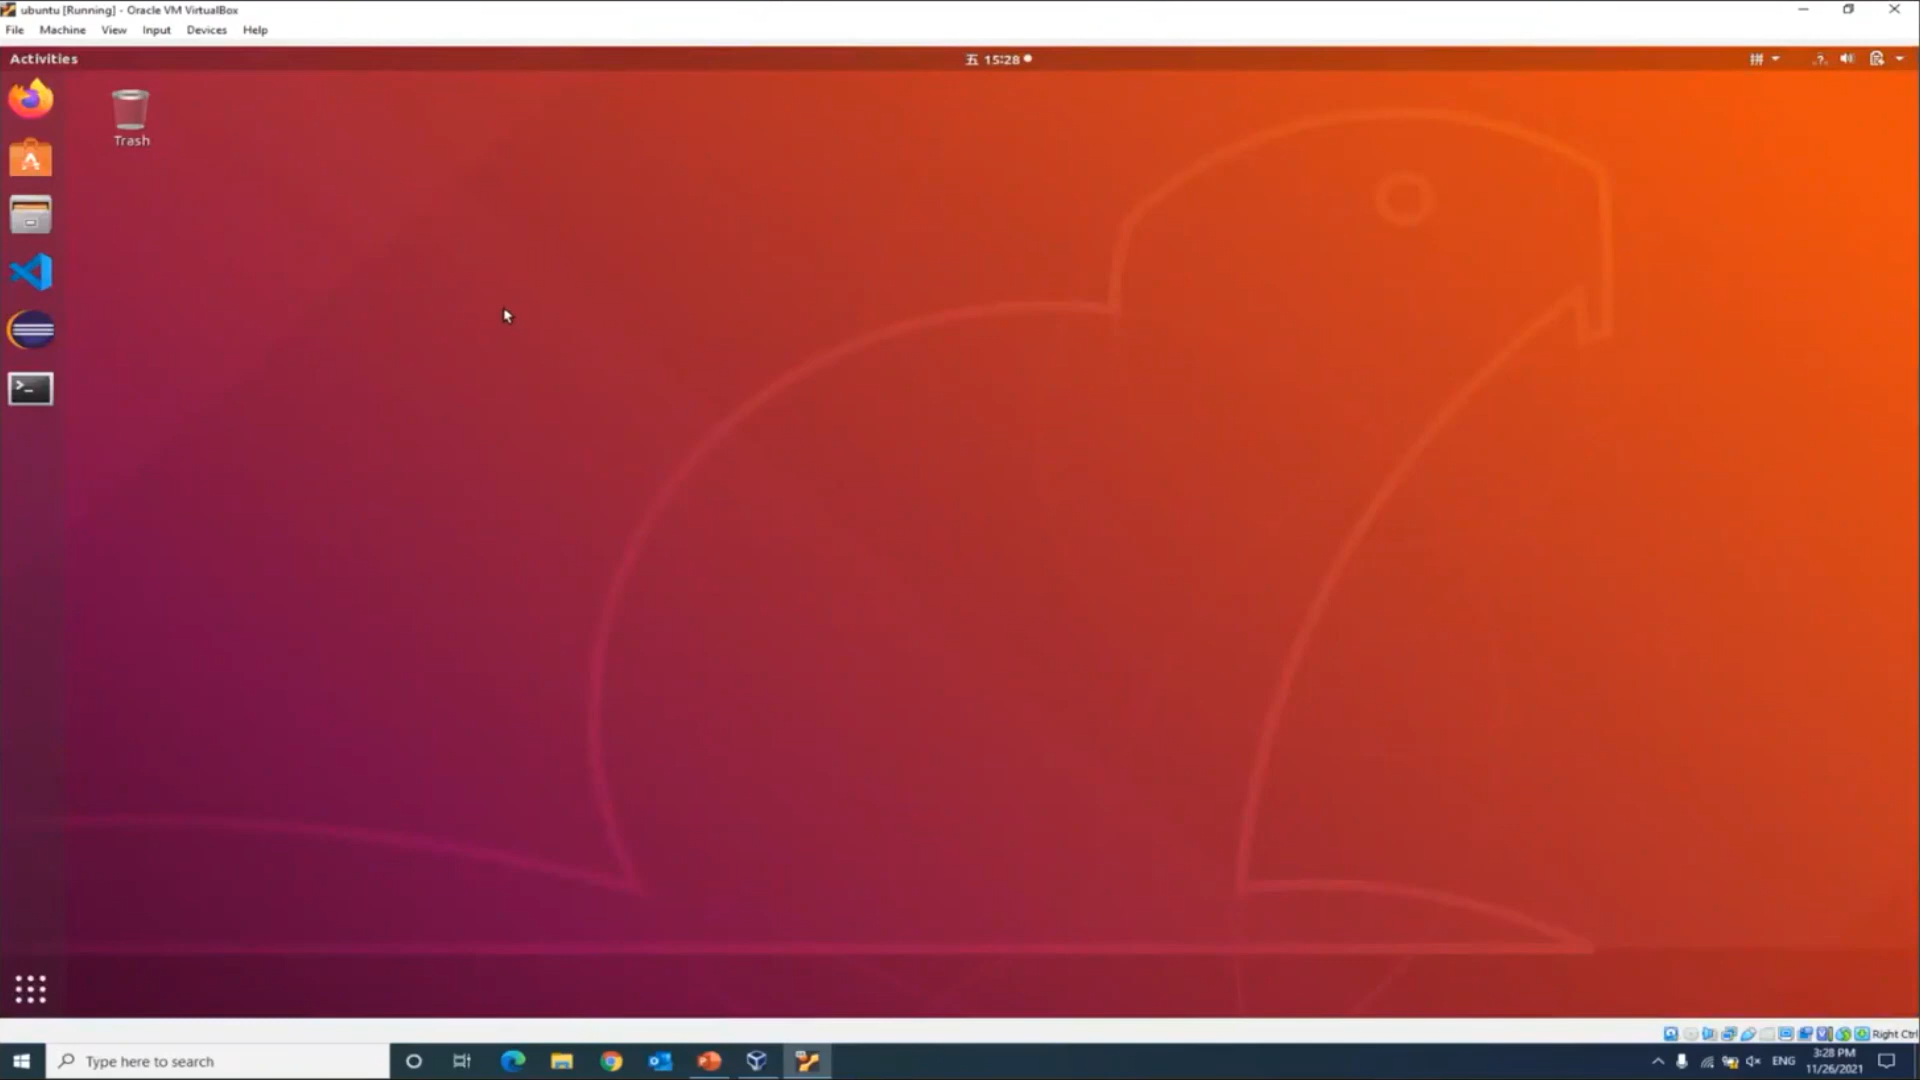 ubuntu [Running] - Oracle VM VirtualBox
File Machine View Input Devices Help
Activities
五 15:28
拼
Trash
Right Ctrl
Type here to search
ENG
3:28 PM
11/26/2021